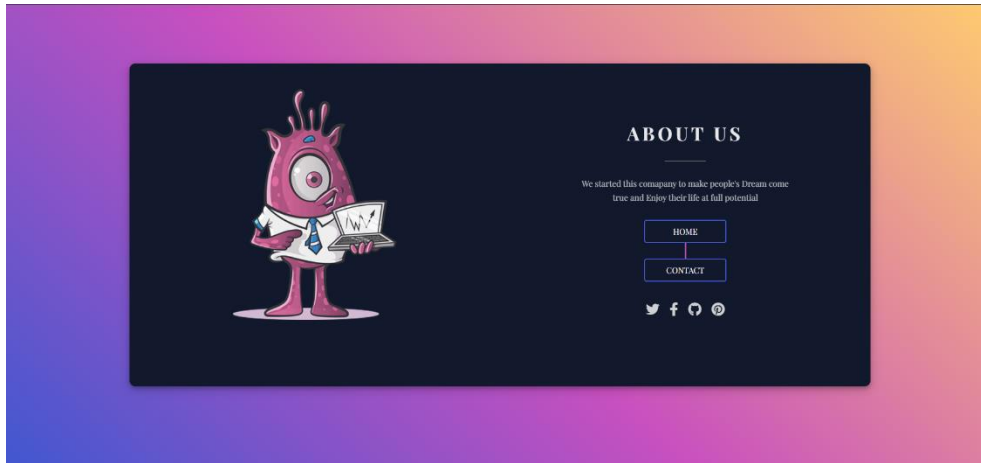 ABOUT US
We started this comapany to make people's Dream come
true and Enjoy their life at full potential
HOME
CONTACT